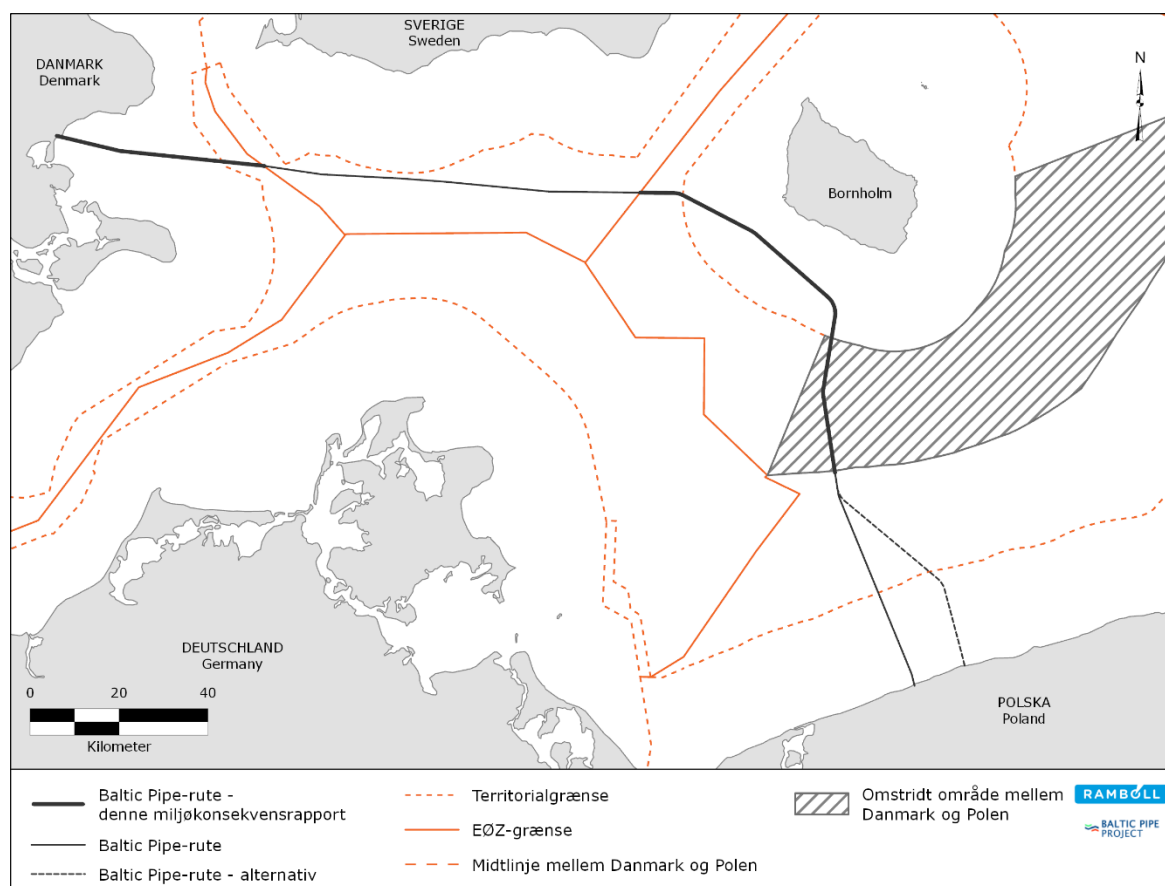 SVERIGE
Sweden
DANMARK
Denmark
N
Bornholm
DEUTSCHLAND
Germany
0 20 40
Kilometer
POLSKA
Poland
Baltic Pipe-rute -
denne miljøkonsekvensrapport
Baltic Pipe-rute
Baltic Pipe-rute - alternativ
Territorialgrænse
EØZ-grænse
Midtlinje mellem Danmark og Polen
Omstridt område mellem
Danmark og Polen
RAMBOLL
BALTIC PIPE
PROJECT